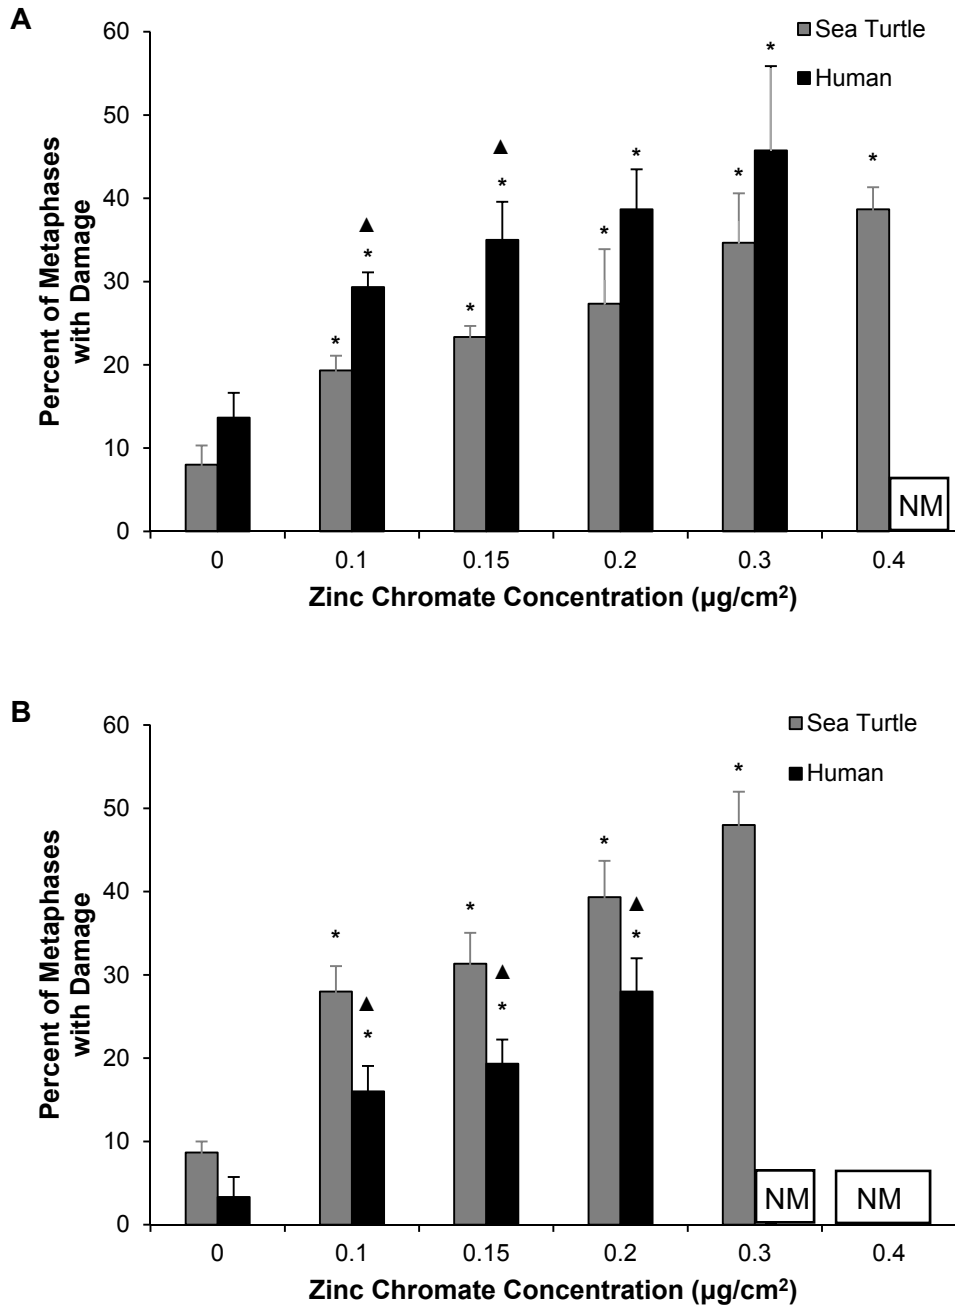 A
60
50
40
30
20
10
0
Percent of Metaphases
with Damage
Sea Turtle
Human
*
*
▲
*
*
▲
*
*
*
*
*
*
NM
0 0.1 0.15 0.2 0.3 0.4
Zinc Chromate Concentration (µg/cm²)
B
60
50
40
30
20
10
0
Percent of Metaphases
with Damage
Sea Turtle
Human
*
*
▲
*
*
▲
*
*
▲
*
*
NM NM
0 0.1 0.15 0.2 0.3 0.4
Zinc Chromate Concentration (µg/cm²)